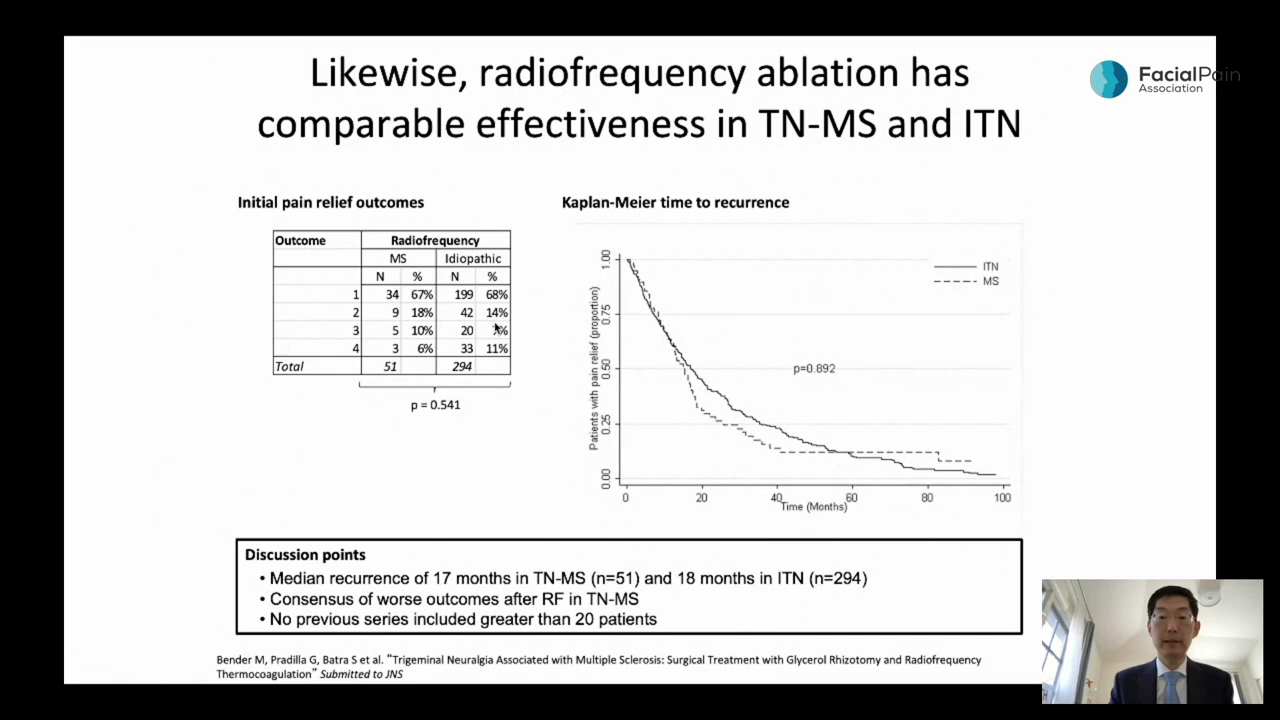 Likewise, radiofrequency ablation has
comparable effectiveness in TN-MS and ITN
FacialPain
Association
Initial pain relief outcomes
Outcome Radiofrequency
MS Idiopathic
N % N %
1 34 67% 199 68%
2 9 18% 42 14%
3 5 10% 20 %
4 3 6% 33 11%
Total 51 294
p = 0.541
Kaplan-Meier time to recurrence
Patients with pain relief (proportion)
1.00
0.75
0.50
0.25
0.00
ITN
MS
p=0.892
0 20 40 60 80 100
Time (Months)
Discussion points
• Median recurrence of 17 months in TN-MS (n=51) and 18 months in ITN (n=294)
• Consensus of worse outcomes after RF in TN-MS
• No previous series included greater than 20 patients
Bender M, Pradilla G, Batra S et al. “Trigeminal Neuralgia Associated with Multiple Sclerosis: Surgical Treatment with Glycerol Rhizotomy and Radiofrequency
Thermocoagulation” Submitted to JNS